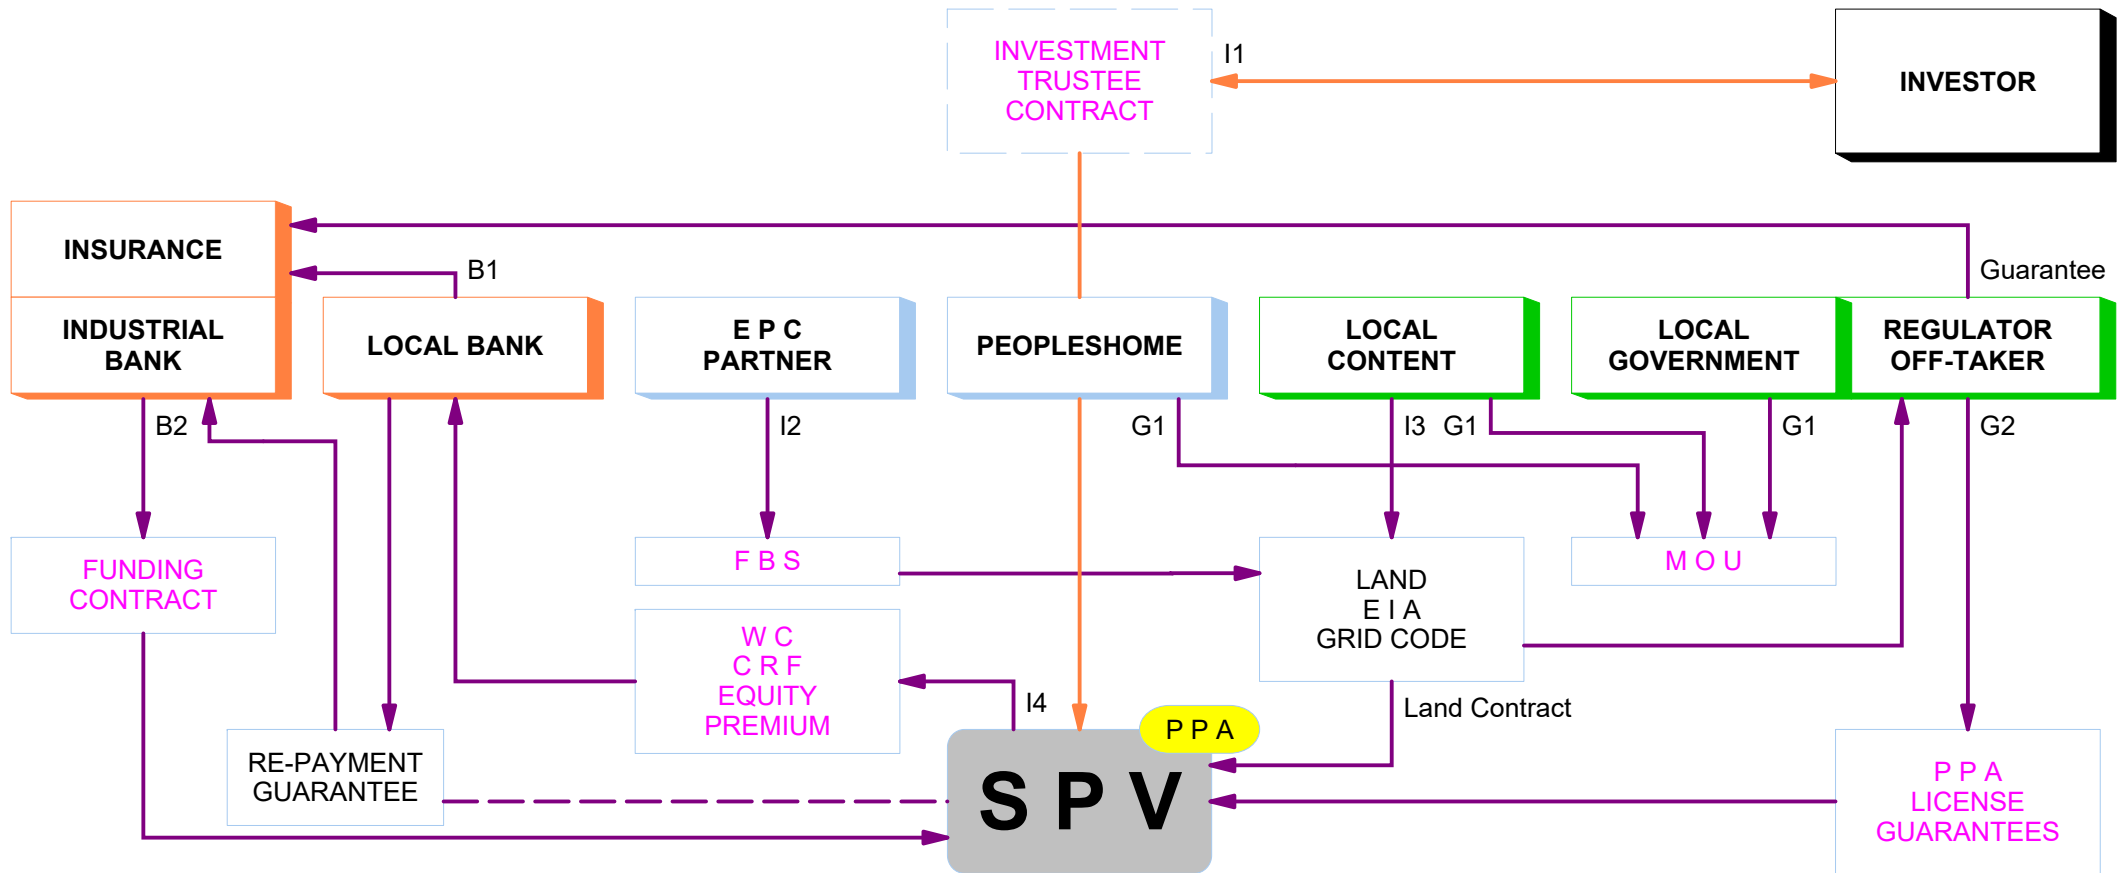 INVESTMENT
TRUSTEE
CONTRACT
I1
INVESTOR
INSURANCE
B1
Guarantee
INDUSTRIAL
BANK
LOCAL BANK
E P C
PARTNER
PEOPLESHOME
LOCAL
CONTENT
LOCAL
GOVERNMENT
REGULATOR
OFF-TAKER
B2
I2
G1
I3
G1
G1
G2
FUNDING
CONTRACT
F B S
LAND
E I A
GRID CODE
M O U
W C
C R F
EQUITY
PREMIUM
I4
Land Contract
P P A
RE-PAYMENT
GUARANTEE
S P V
P P A
LICENSE
GUARANTEES